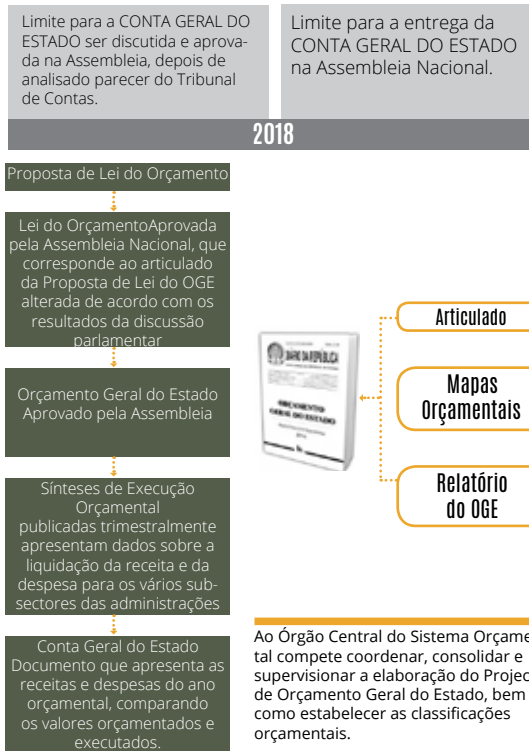 Limite para a CONTA GERAL DO
ESTADO ser discutida e aprova-
da na Assembleia, depois de
analisado parecer do Tribunal
de Contas.
Limite para a entrega da
CONTA GERAL DO ESTADO
na Assembleia Nacional.
2018
Proposta de Lei do Orçamento
Lei do OrçamentoAprovada
pela Assembleia Nacional, que
corresponde ao articulado
da Proposta de Lei do OGE
alterada de acordo com os
resultados da discussão
parlamentar
Orçamento Geral do Estado
Aprovado pela Assembleia
Sínteses de Execução
Orçamental
publicadas trimestralmente
apresentam dados sobre a
liquidação da receita e da
despesa para os vários sub-
sectores das administrações
Conta Geral do Estado
Documento que apresenta as
receitas e despesas do ano
orçamental, comparando
os valores orçamentados e
executados.
DIÁRIO DA REPÚBLICA
ORÇAMENTO
GERAL DO ESTADO
Articulado
Mapas
Orçamentais
Relatório
do OGE
Ao Órgão Central do Sistema Orçame
tal compete coordenar, consolidar e
supervisionar a elaboração do Projec
de Orçamento Geral do Estado, bem
como estabelecer as classificações
orçamentais.